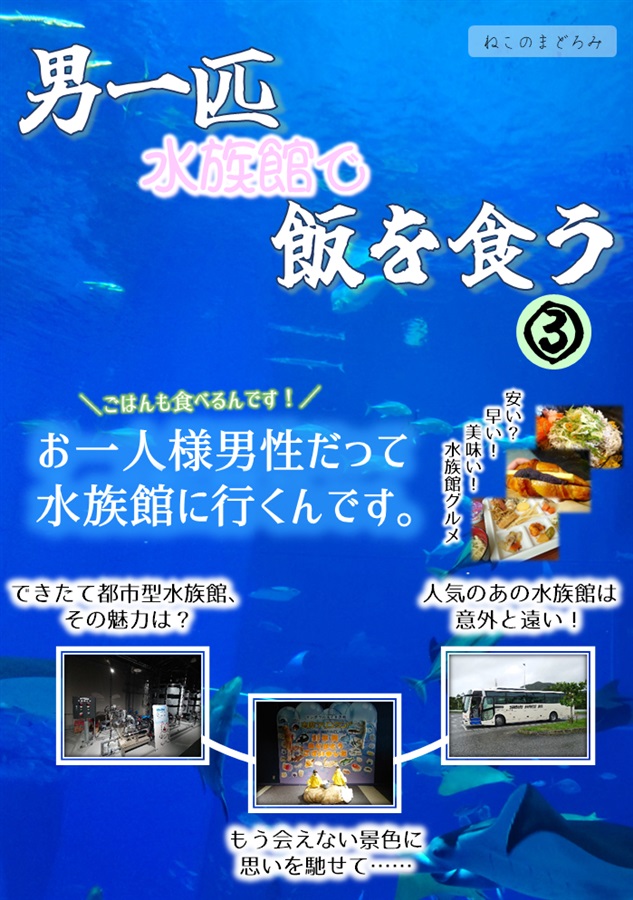 ねこのまどろみ
男一匹
水族館で
飯を食う
③
＼ごはんも食べるんです！／
お一人様男性だって
水族館に行くんです。
安い？
早い！
美味い！
水族館グルメ
できたて都市型水族館、
その魅力は？
人気のあの水族館は
意外と遠い！
もう会えない景色に
思いを馳せて……